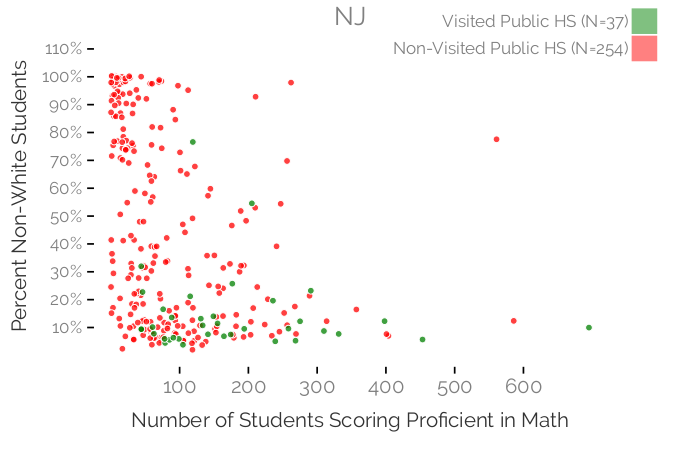 NJ
Visited Public HS (N=37)
Non-Visited Public HS (N=254)
Percent Non-White Students
110%
100%
90%
80%
70%
60%
50%
40%
30%
20%
10%
100 200 300 400 500 600
Number of Students Scoring Proficient in Math